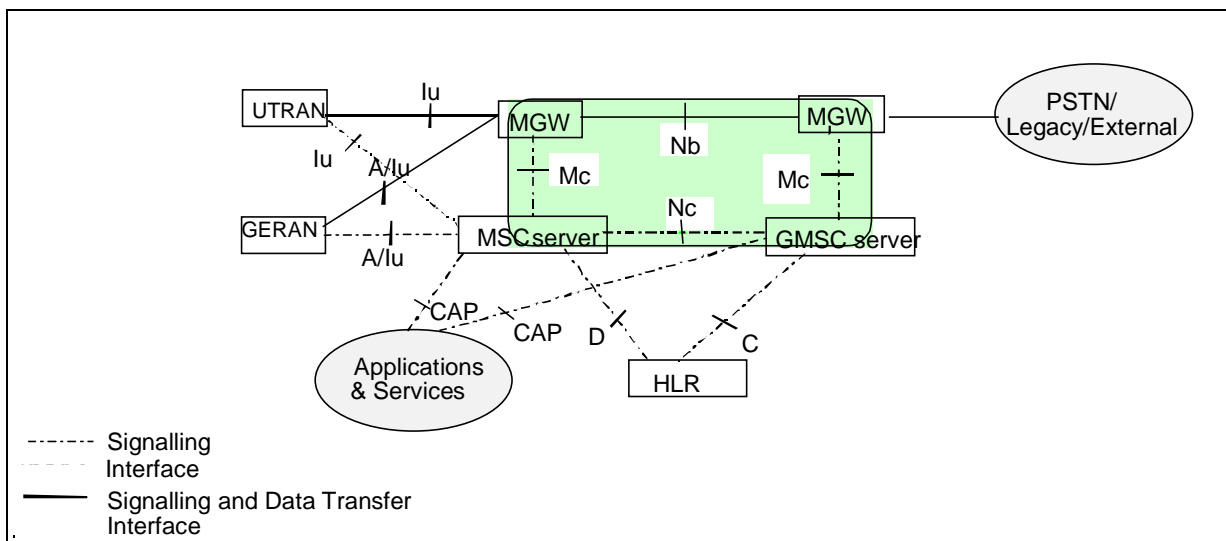 Iu
UTRAN
MGW
MGW
PSTN/
Legacy/External
Nb
Iu
A/Iu
Mc
Mc
Nc
GERAN
MSC server
GMSC server
A/Iu
CAP
CAP
D
C
Applications
& Services
HLR
Signalling
Interface
Signalling and Data Transfer
Interface